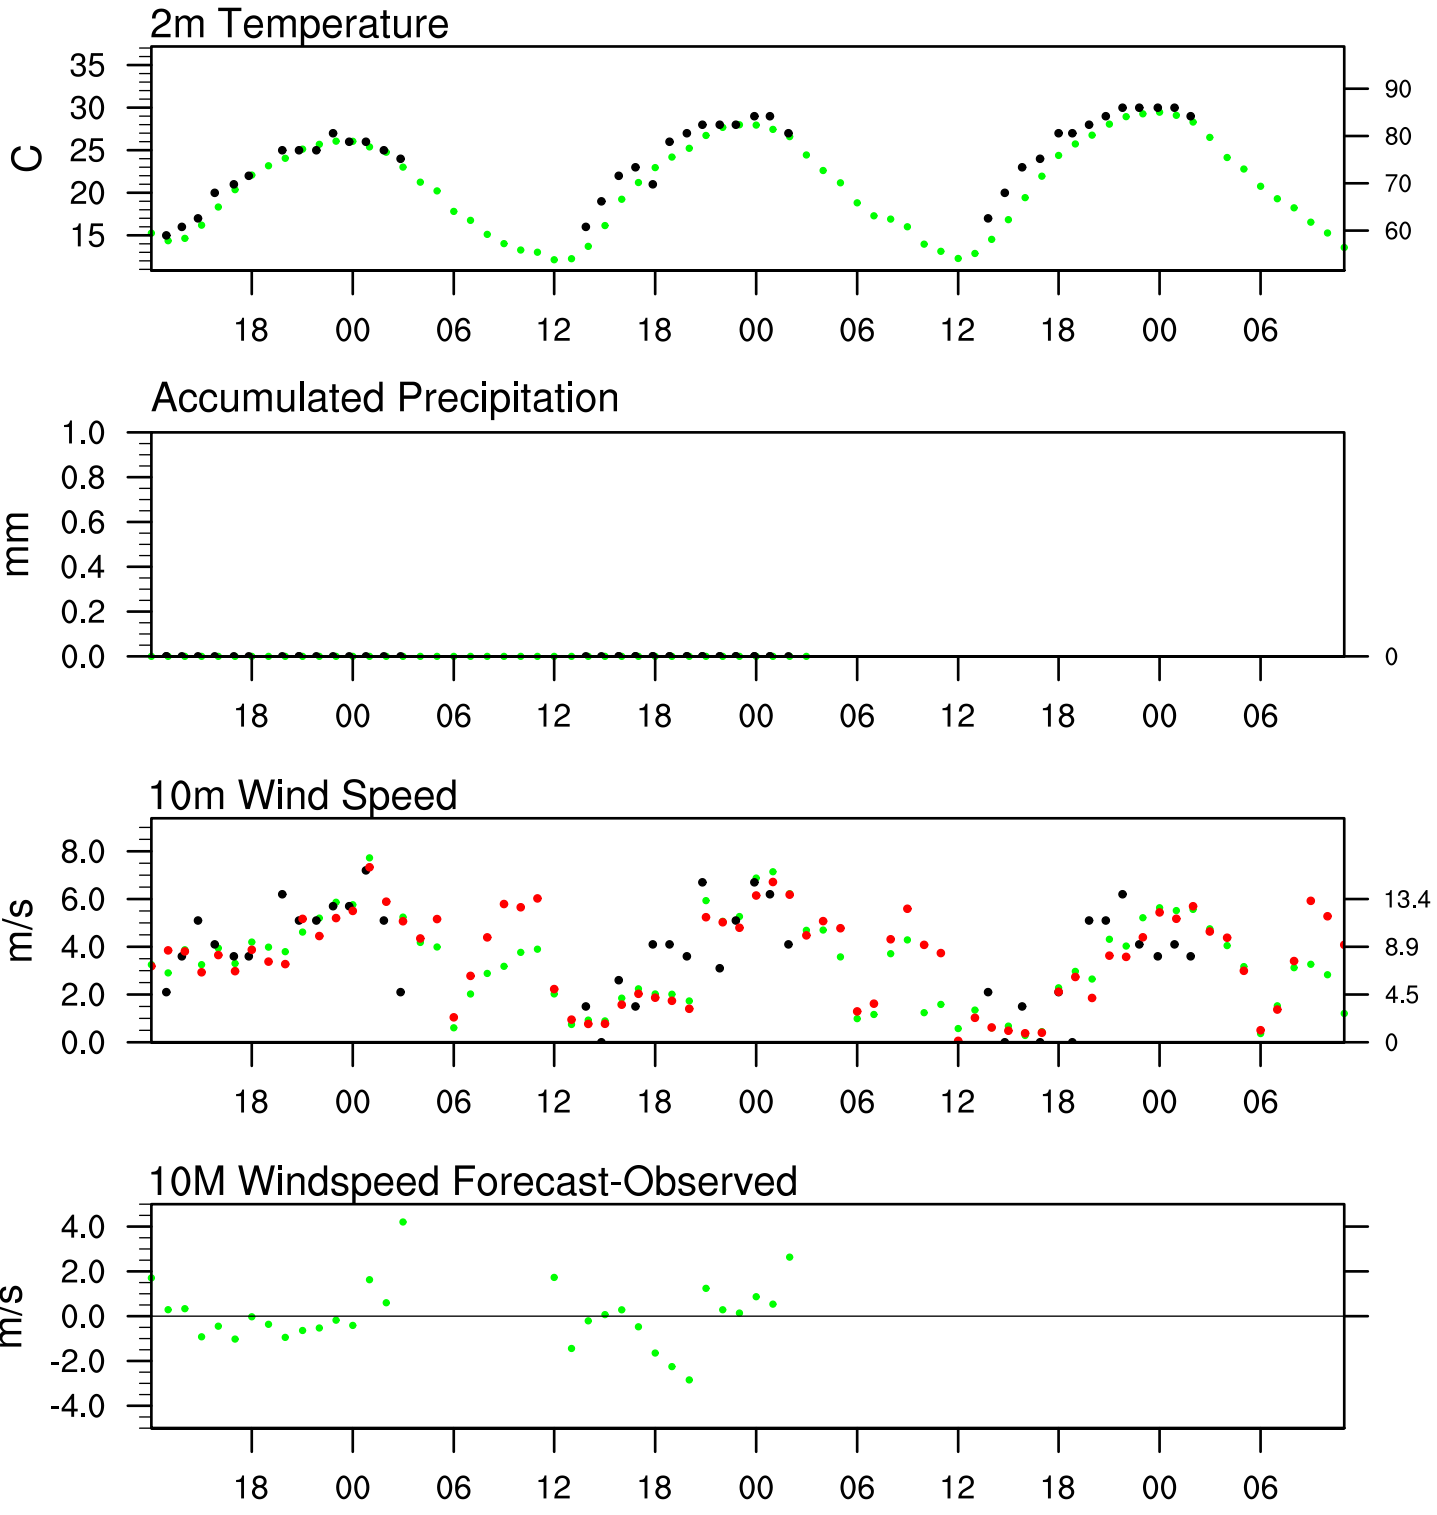 2m Temperature
35
30
25
20
15
C
90
80
70
60
18 00 06 12 18 00 06 12 18 00 06
Accumulated Precipitation
1.0
0.8
0.6
0.4
0.2
0.0
mm
0
18 00 06 12 18 00 06 12 18 00 06
10m Wind Speed
8.0
6.0
4.0
2.0
0.0
m/s
13.4
8.9
4.5
0
18 00 06 12 18 00 06 12 18 00 06
10M Windspeed Forecast-Observed
4.0
2.0
0.0
-2.0
-4.0
m/s
18 00 06 12 18 00 06 12 18 00 06